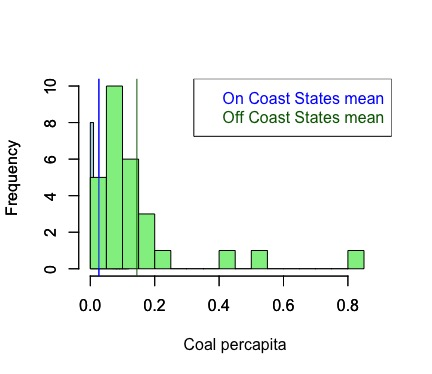 On Coast States mean
Off Coast States mean
Frequency
10
8
6
4
2
0
0.0 0.2 0.4 0.6 0.8
Coal percapita